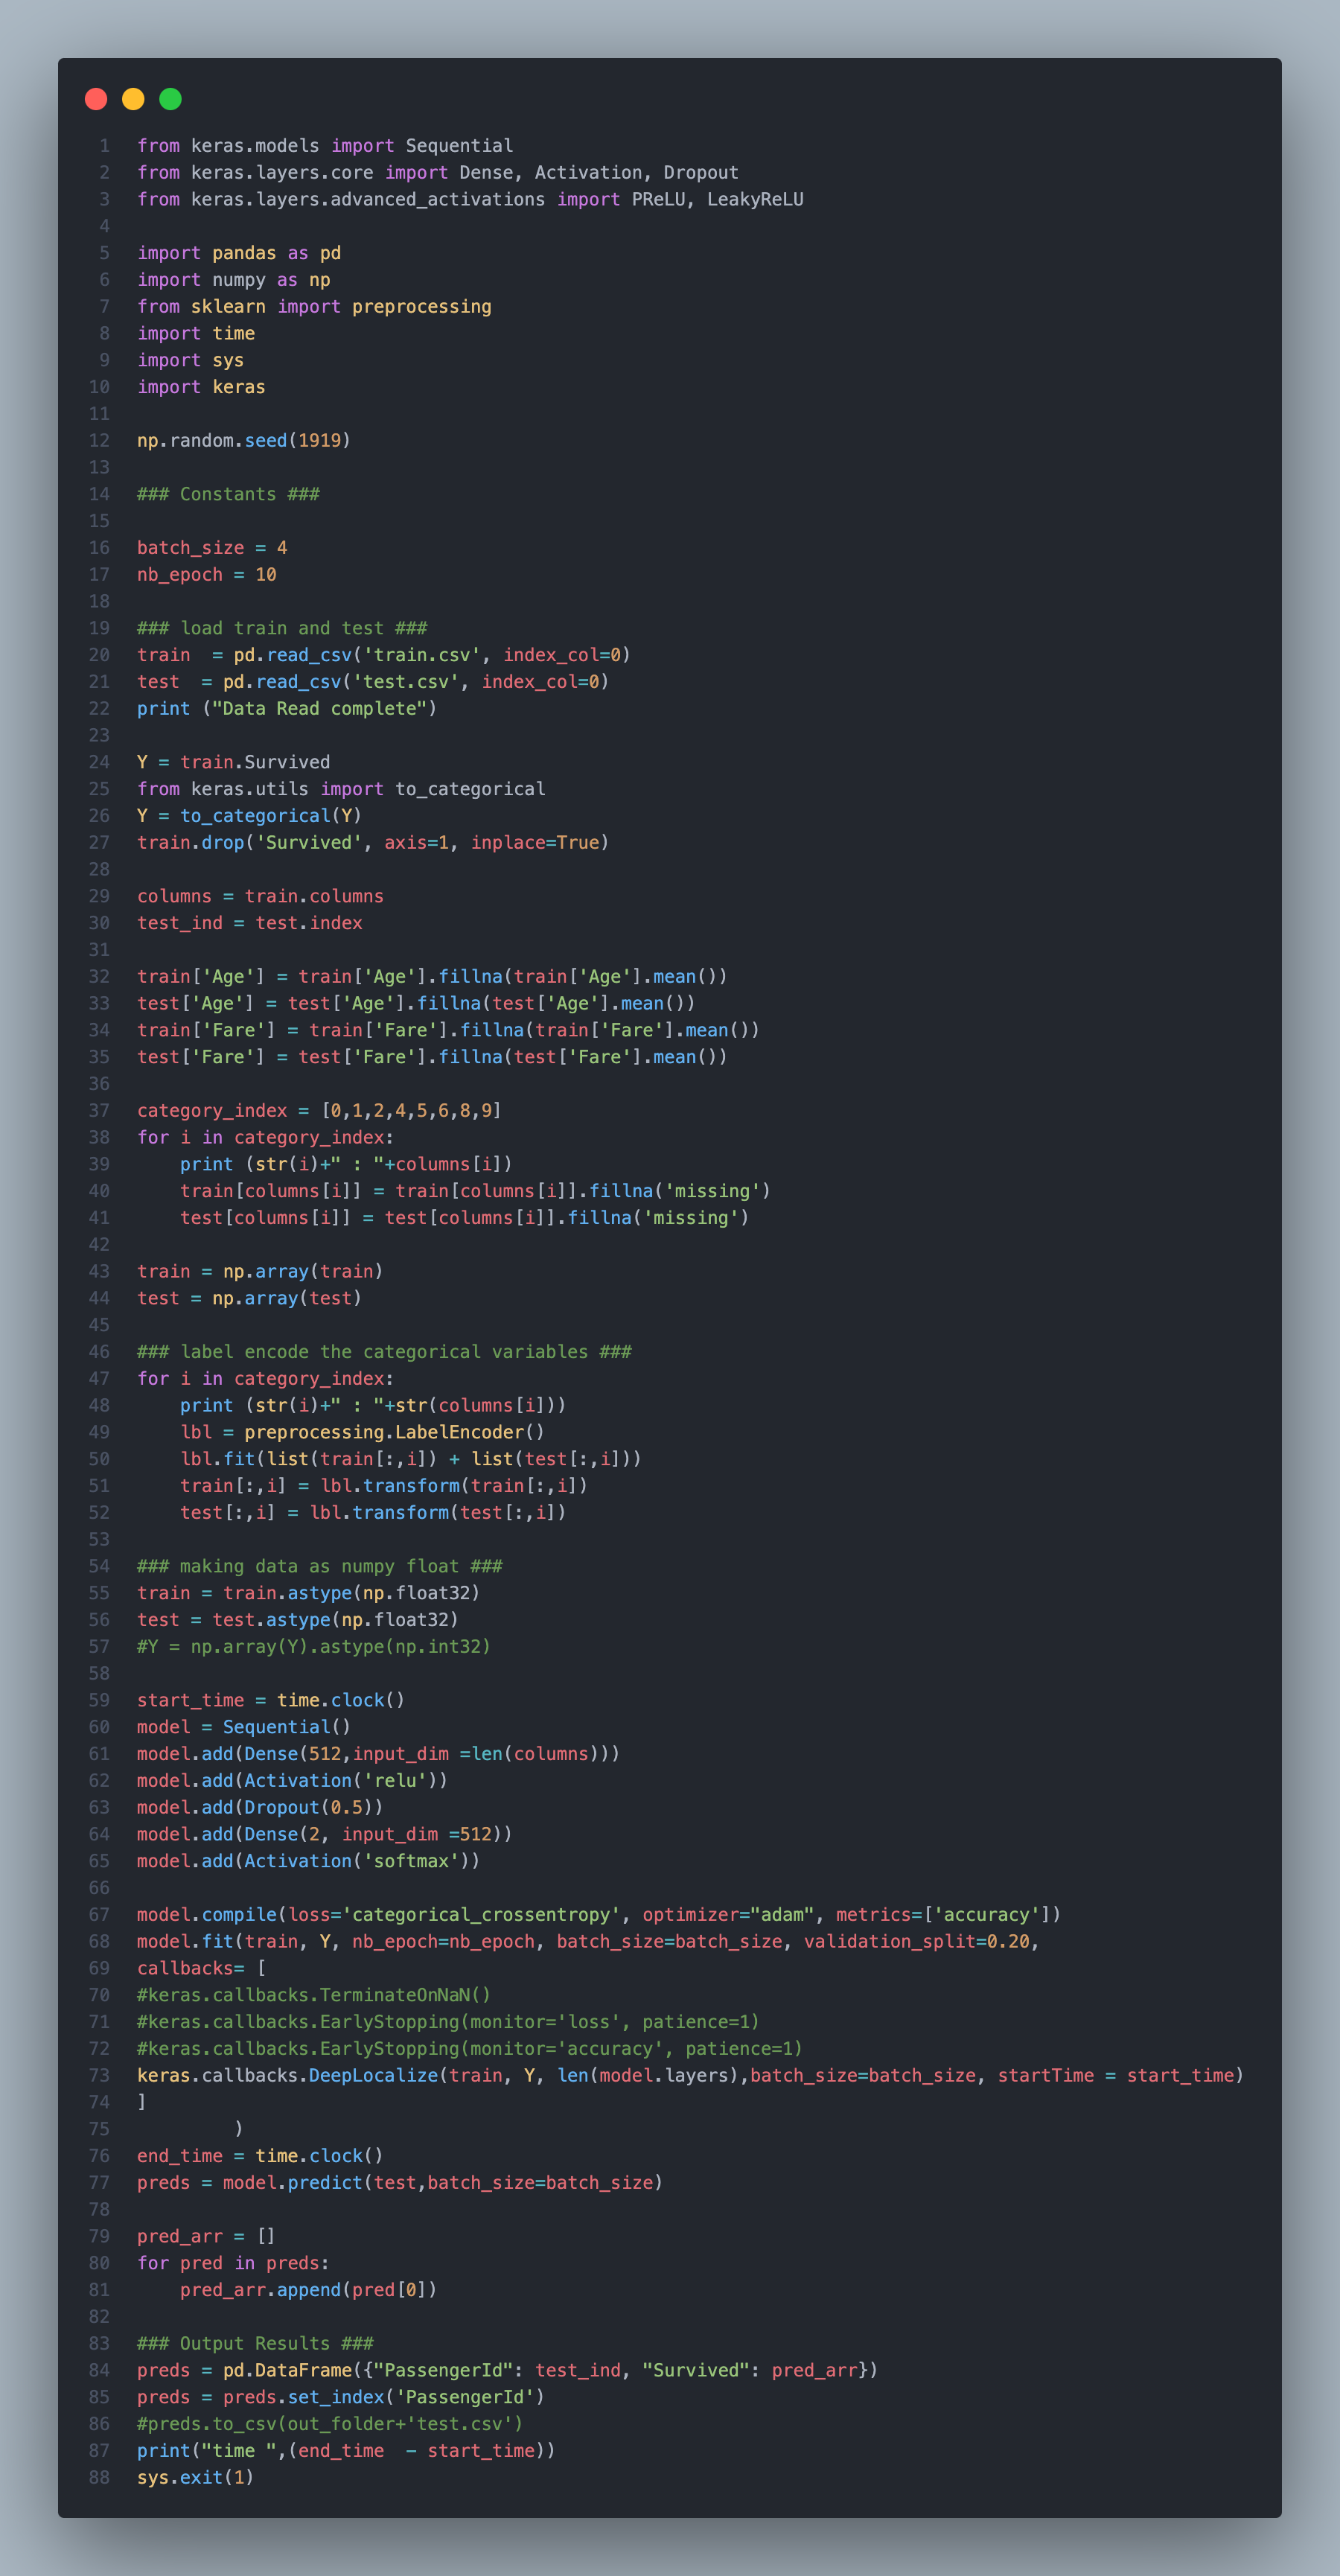 1 from keras.models import Sequential
2 from keras.layers.core import Dense, Activation, Dropout
3 from keras.layers.advanced_activations import PReLU, LeakyReLU
4
5 import pandas as pd
6 import numpy as np
7 from sklearn import preprocessing
8 import time
9 import sys
10 import keras
11
12 np.random.seed(1919)
13
14 ### Constants ###
15
16 batch_size = 4
17 nb_epoch = 10
18
19 ### load train and test ###
20 train  = pd.read_csv('train.csv', index_col=0)
21 test  = pd.read_csv('test.csv', index_col=0)
22 print ("Data Read complete")
23
24 Y = train.Survived
25 from keras.utils import to_categorical
26 Y = to_categorical(Y)
27 train.drop('Survived', axis=1, inplace=True)
28
29 columns = train.columns
30 test_ind = test.index
31
32 train['Age'] = train['Age'].fillna(train['Age'].mean())
33 test['Age'] = test['Age'].fillna(test['Age'].mean())
34 train['Fare'] = train['Fare'].fillna(train['Fare'].mean())
35 test['Fare'] = test['Fare'].fillna(test['Fare'].mean())
36
37 category_index = [0,1,2,4,5,6,8,9]
38 for i in category_index:
39     print (str(i)+" : "+columns[i])
40     train[columns[i]] = train[columns[i]].fillna('missing')
41     test[columns[i]] = test[columns[i]].fillna('missing')
42
43 train = np.array(train)
44 test = np.array(test)
45
46 ### label encode the categorical variables ###
47 for i in category_index:
48     print (str(i)+" : "+str(columns[i]))
49     lbl = preprocessing.LabelEncoder()
50     lbl.fit(list(train[:,i]) + list(test[:,i]))
51     train[:,i] = lbl.transform(train[:,i])
52     test[:,i] = lbl.transform(test[:,i])
53
54 ### making data as numpy float ###
55 train = train.astype(np.float32)
56 test = test.astype(np.float32)
57 #Y = np.array(Y).astype(np.int32)
58
59 start_time = time.clock()
60 model = Sequential()
61 model.add(Dense(512,input_dim =len(columns)))
62 model.add(Activation('relu'))
63 model.add(Dropout(0.5))
64 model.add(Dense(2, input_dim =512))
65 model.add(Activation('softmax'))
66
67 model.compile(loss='categorical_crossentropy', optimizer="adam", metrics=['accuracy'])
68 model.fit(train, Y, nb_epoch=nb_epoch, batch_size=batch_size, validation_split=0.20,
69 callbacks= [
70 #keras.callbacks.TerminateOnNaN()
71 #keras.callbacks.EarlyStopping(monitor='loss', patience=1)
72 #keras.callbacks.EarlyStopping(monitor='accuracy', patience=1)
73 keras.callbacks.DeepLocalize(train, Y, len(model.layers),batch_size=batch_size, startTime = start_time)
74 ]
75          )
76 end_time = time.clock()
77 preds = model.predict(test,batch_size=batch_size)
78
79 pred_arr = []
80 for pred in preds:
81     pred_arr.append(pred[0])
82
83 ### Output Results ###
84 preds = pd.DataFrame({"PassengerId": test_ind, "Survived": pred_arr})
85 preds = preds.set_index('PassengerId')
86 #preds.to_csv(out_folder+'test.csv')
87 print("time ",(end_time  - start_time))
88 sys.exit(1)